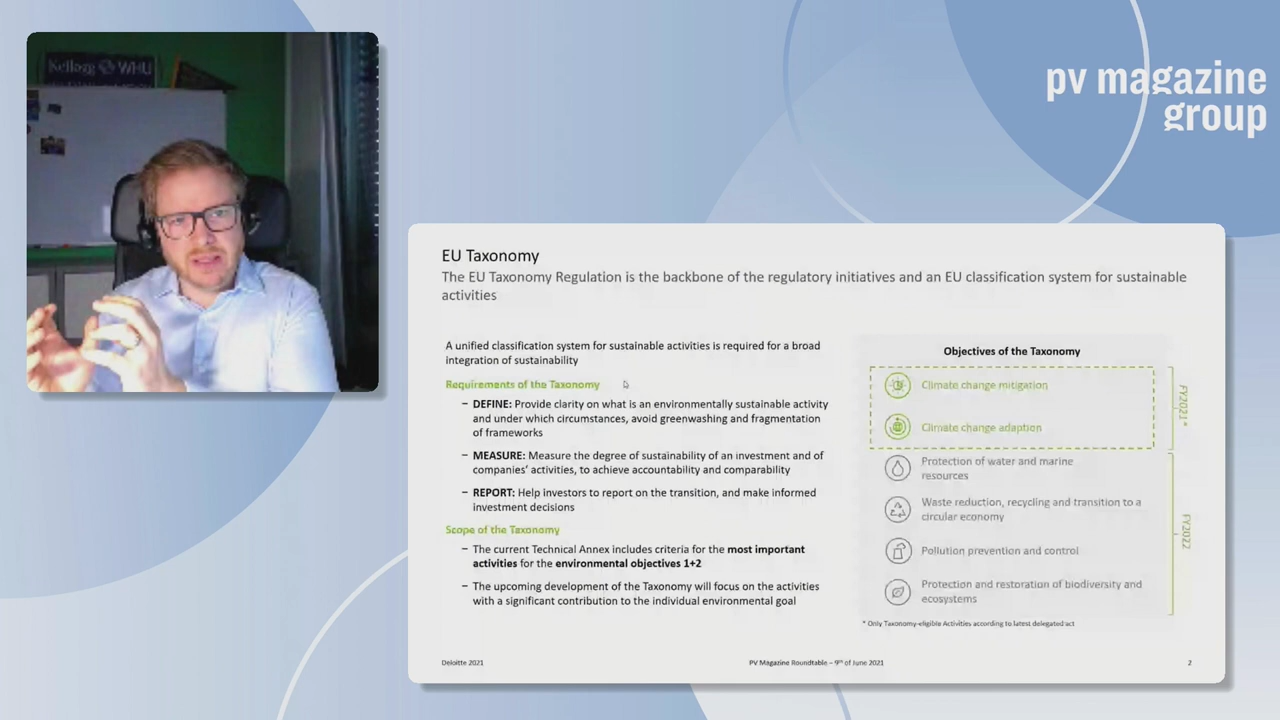 Kellogg WHU
pv magazine
group
EU Taxonomy
The EU Taxonomy Regulation is the backbone of the regulatory initiatives and an EU classification system for sustainable
activities
A unified classification system for sustainable activities is required for a broad
integration of sustainability
Requirements of the Taxonomy
– DEFINE: Provide clarity on what is an environmentally sustainable activity
and under which circumstances, avoid greenwashing and fragmentation
of frameworks
– MEASURE: Measure the degree of sustainability of an investment and of
companies' activities, to achieve accountability and comparability
– REPORT: Help investors to report on the transition, and make informed
investment decisions
Scope of the Taxonomy
– The current Technical Annex includes criteria for the most important
activities for the environmental objectives 1+2
– The upcoming development of the Taxonomy will focus on the activities
with a significant contribution to the individual environmental goal
Objectives of the Taxonomy
Climate change mitigation
Climate change adaption
FY2021*
Protection of water and marine
resources
Waste reduction, recycling and transition to a
circular economy
Pollution prevention and control
Protection and restoration of biodiversity and
ecosystems
FY2022
* Only Taxonomy-eligible Activities according to latest delegated act
Deloitte 2021
PV Magazine Roundtable – 9th of June 2021
2